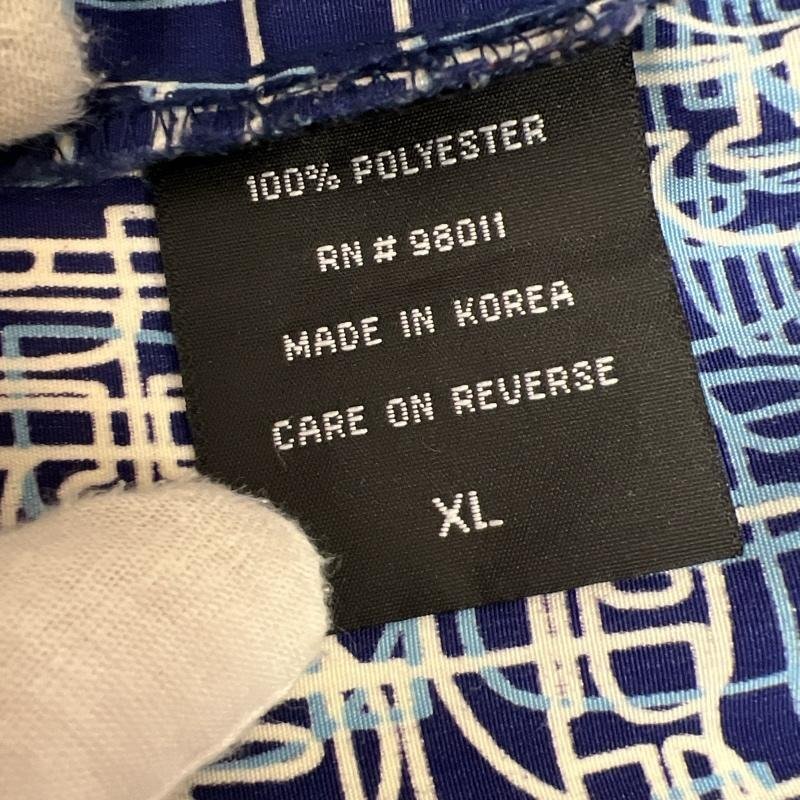 100% POLYESTER
RN # 98011
MADE IN KOREA
CARE ON REVERSE
XL